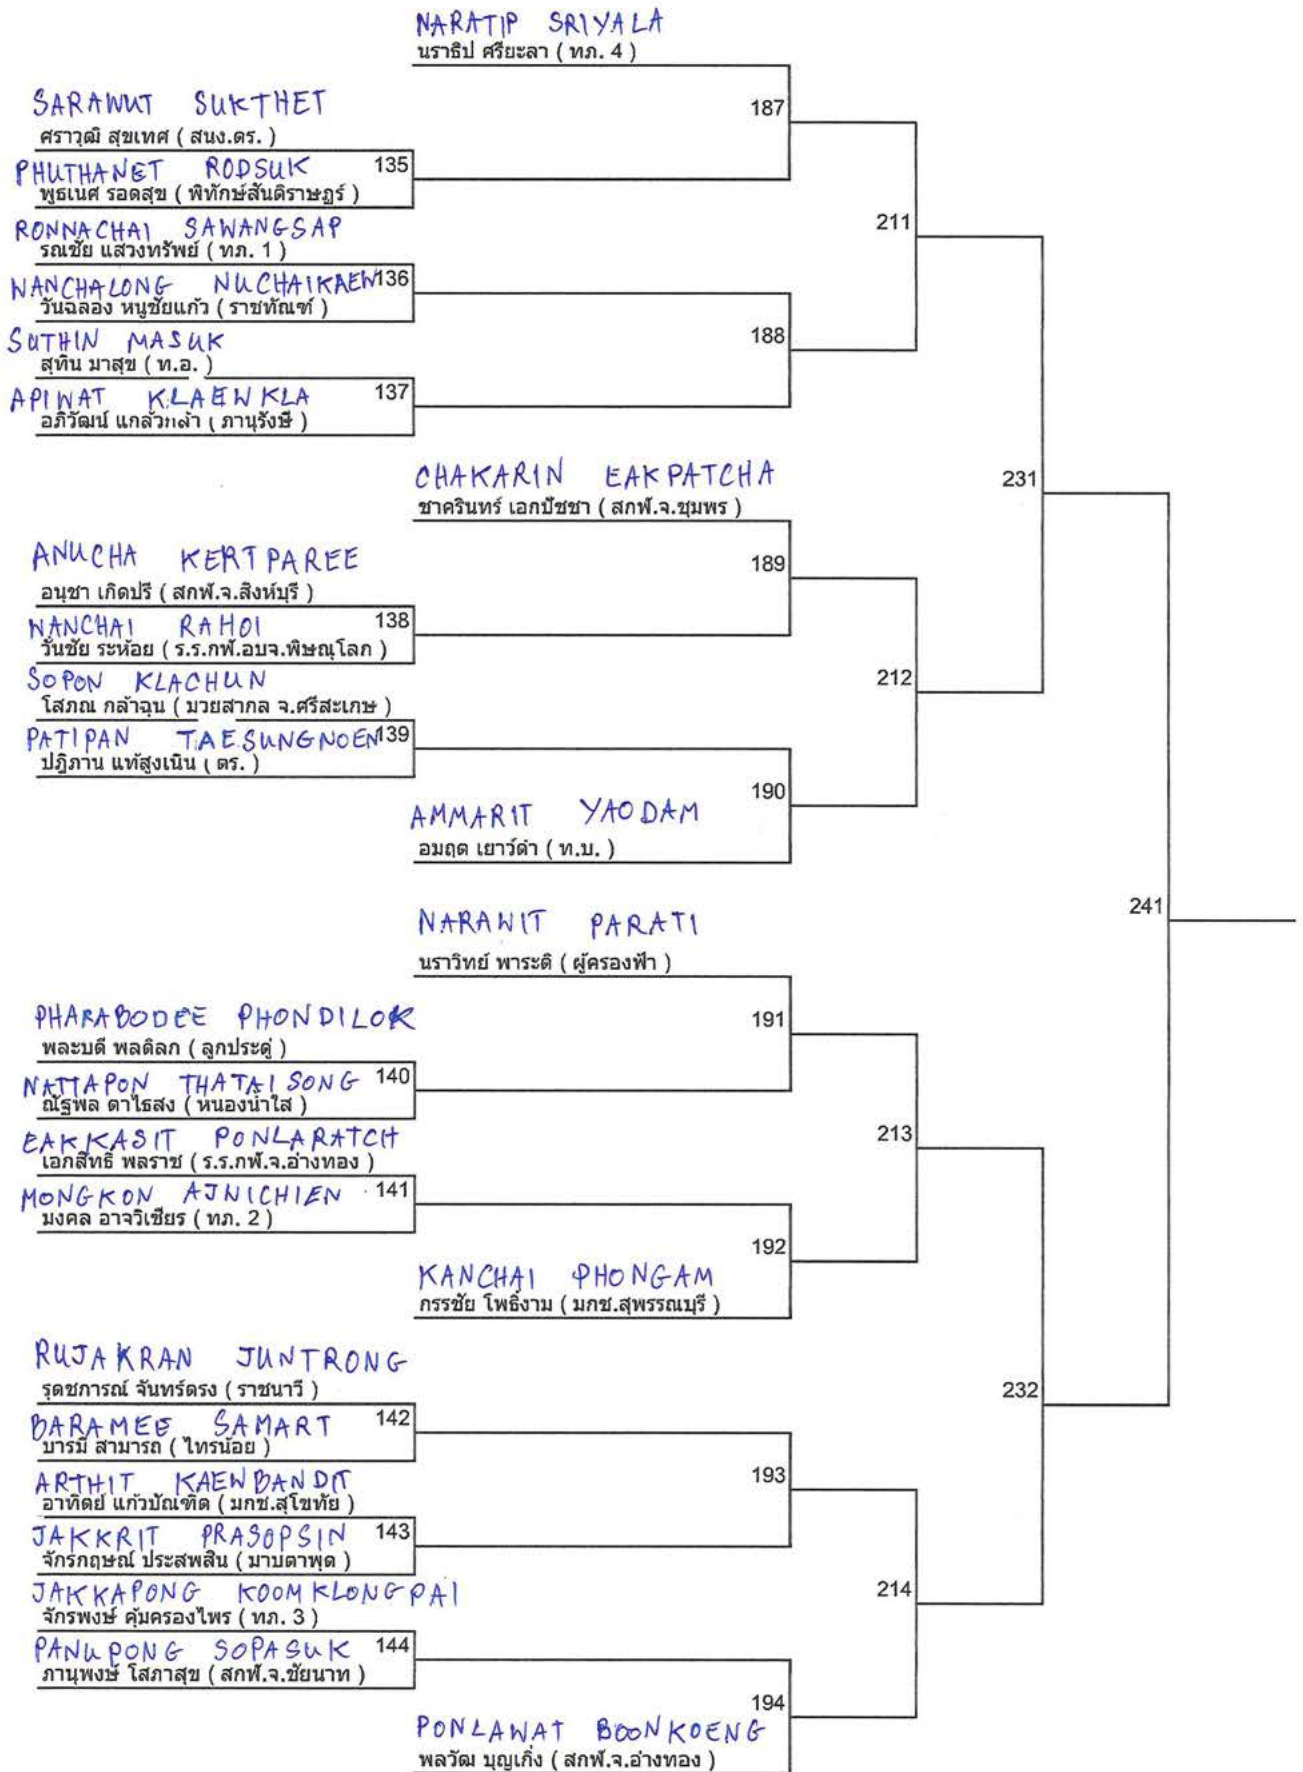 NARATIP SRIYALA
นราธิป ศรียะลา ( ทภ. 4 )
187
SARAWUT SUKTHET
ศราวุฒิ สุขเทศ ( สนง.ตร. )
135
PHUTHANET RODSUK
พุธเนศ รอดสุข ( พิทักษ์สันติราษฎร์ )
211
RONNACHAI SAWANGSAP
รณชัย แสวงทรัพย์ ( ทภ. 1 )
WANCHALONG NUCHAIKAEW 136
วันฉลอง หนูชัยแก้ว ( ราชทัณฑ์ )
188
SUTHIN MASUK
สุทิน มาสุข ( ท.อ. )
APIWAT KLAEWKLA 137
อภิวัฒน์ แกล้วกล้า ( ภานุรังษี )
231
CHAKARIN EAKPATCHA
ชาครินทร์ เอกปัชชา ( สกฬ.จ.ชุมพร )
189
ANUCHA KERTPAREE
อนุชา เกิดปรี ( สกฬ.จ.สิงห์บุรี )
WANCHAI RAHOI 138
วันชัย ระห้อย ( ร.ร.กฬ.อบจ.พิษณุโลก )
212
SOPON KLACHUN
โสภณ กล้าฉุน ( มวยสากล จ.ศรีสะเกษ )
PATIPAN TAESUNGNOEN 139
ปฏิภาน แท้สูงเนิน ( ตร. )
190
AMMARIT YAODAM
อมฤต เยาว์ดำ ( ท.บ. )
241
NARAWIT PARATI
นราวิทย์ พาระติ ( ผู้ครองฟ้า )
191
PHARABODEE PHONDILOK
พละบดี พลดิลก ( ลูกประดู่ )
NATTAPON THATAISONG 140
ณัฐพล ตาไธสง ( หนองน้ำใส )
213
EAKKASIT PONLARATCH
เอกสิทธิ์ พลราช ( ร.ร.กฬ.จ.อ่างทอง )
MONGKON AJWICHIEN 141
มงคล อาจวิเชียร ( ทภ. 2 )
192
KANCHAI PHONGAM
กรรชัย โพธิ์งาม ( มกช.สุพรรณบุรี )
RUJAKRAN JUNTRONG
รุดชการณ์ จันทร์ตรง ( ราชนาวี )
232
BARAMEE SAMART 142
บารมี สามารถ ( ไทรน้อย )
193
ARTHIT KAEWBANDIT
อาทิตย์ แก้วบัณฑิต ( มกช.สุโขทัย )
JAKKRIT PRASOPSIN 143
จักรกฤษณ์ ประสพสิน ( มาบตาพุด )
214
JAKKAPONG KOOMKLONGPAI
จักรพงษ์ คุ้มครองไพร ( ทภ. 3 )
PANUPONG SOPASUK 144
ภานุพงษ์ โสภาสุข ( สกฬ.จ.ชัยนาท )
194
PONLAWAT BOONKOENG
พลวัฒ บุญเกิ่ง ( สกฬ.จ.อ่างทอง )